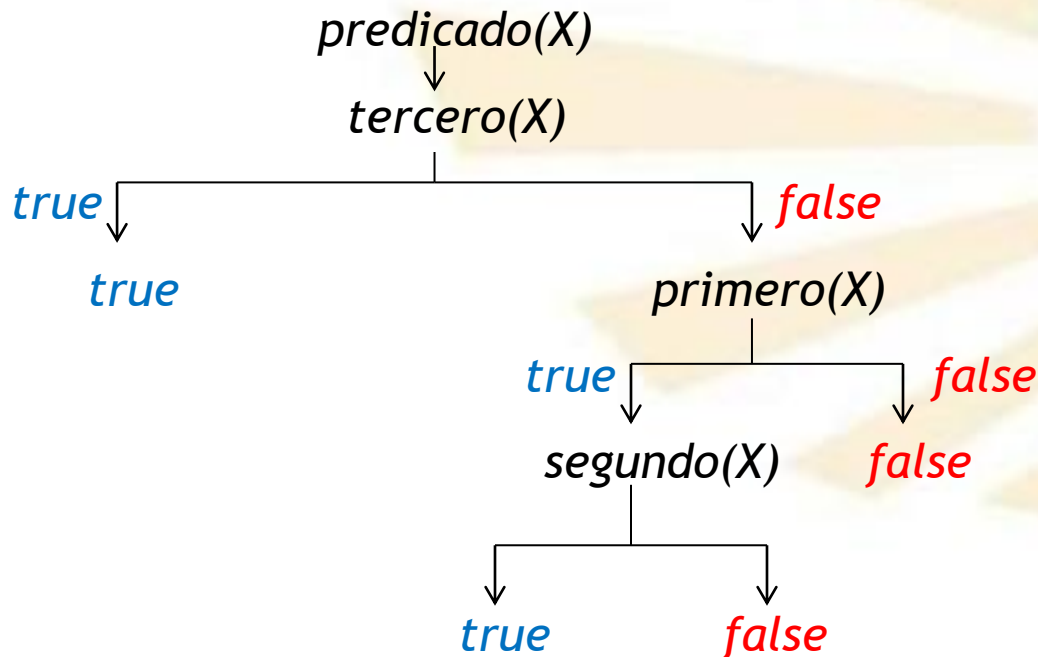 predicado(X)
tercero(X)
true false
true primero(X)
true false
segundo(X) false
true false